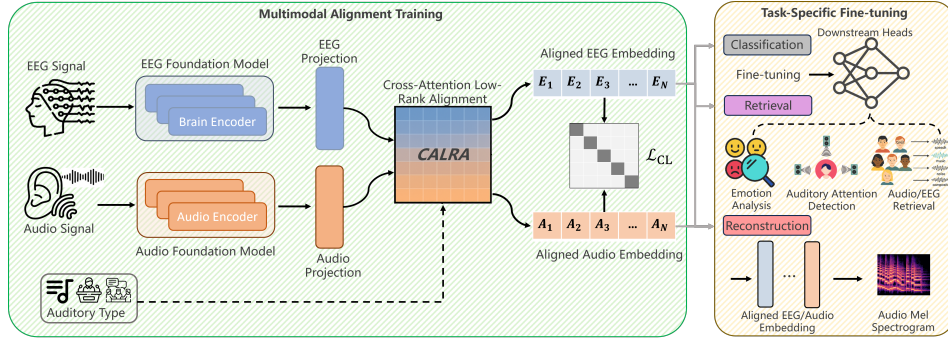 Multimodal Alignment Training
EEG Signal
EEG Foundation Model
Brain Encoder
EEG
Projection
Audio Signal
Audio Encoder
Audio Foundation Model
Audio
Projection
Auditory Type
Cross-Attention Low-
Rank Alignment
CALRA
Aligned EEG Embedding
E1 E2 E3 ... EN
LCL
A1 A2 A3 ... AN
Aligned Audio Embedding
Task-Specific Fine-tuning
Classification
Downstream Heads
Fine-tuning
Retrieval
Emotion
Analysis
Auditory Attention
Detection
Audio/EEG
Retrieval
Reconstruction
...
Aligned EEG/Audio
Embedding
Audio Mel
Spectrogram